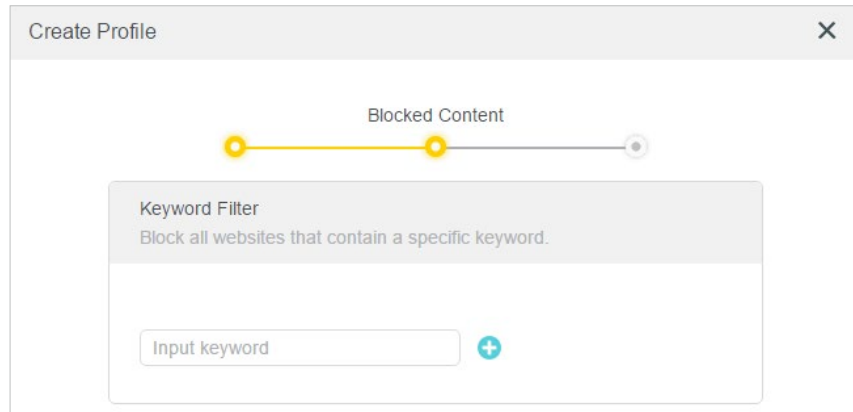 Create Profile
Blocked Content
Keyword Filter
Block all websites that contain a specific keyword.
Input keyword